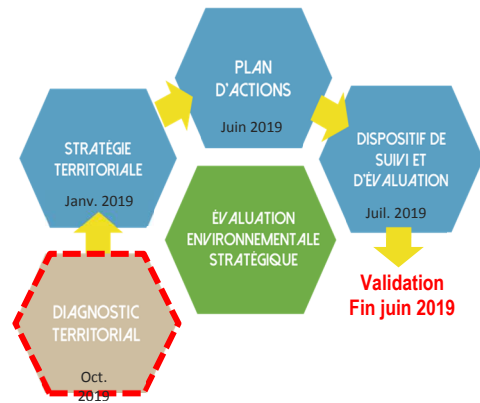 PLAN
D'ACTIONS
Juin 2019
STRATÉGIE
TERRITORIALE
Janv. 2019
DISPOSITIF DE
SUIVI ET
D'ÉVALUATION
Juil. 2019
ÉVALUATION
ENVIRONNEMENTALE
STRATÉGIQUE
Validation
Fin juin 2019
DIAGNOSTIC
TERRITORIAL
Oct.
2019